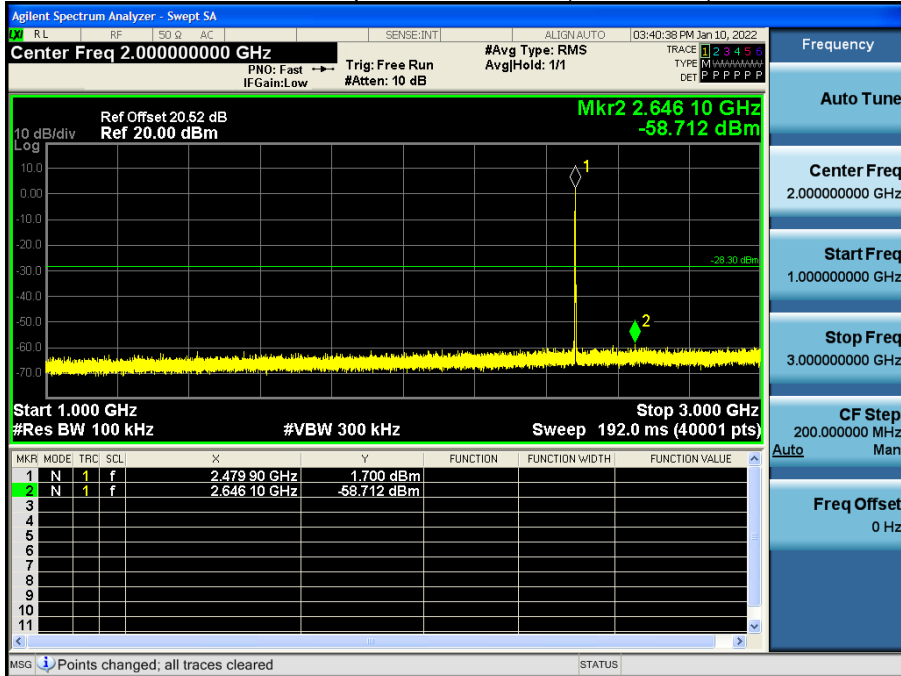 Agilent Spectrum Analyzer - Swept SA
LXI RL RF 50 Ω AC SENSE:INT ALIGN AUTO 03:40:38 PM Jan 10, 2022
Center Freq 2.000000000 GHz
PNO: Fast
IFGain:Low
Trig: Free Run
#Atten: 10 dB
#Avg Type: RMS
Avg|Hold: 1/1
TRACE 1 2 3 4 5 6
TYPE M WWWWW
DET P P P P P P
Frequency
Auto Tune
Center Freq
2.000000000 GHz
Start Freq
1.000000000 GHz
Stop Freq
3.000000000 GHz
CF Step
200.000000 MHz
Auto Man
Freq Offset
0 Hz
Mkr2 2.646 10 GHz
-58.712 dBm
Ref Offset 20.52 dB
10 dB/div Ref 20.00 dBm
Log
10.0
0.00
-10.0
-20.0
-30.0
-40.0
-50.0
-60.0
-70.0
1
-28.30 dBm
2
Start 1.000 GHz Stop 3.000 GHz
#Res BW 100 kHz #VBW 300 kHz Sweep 192.0 ms (40001 pts)
MKR MODE TRC SCL X Y FUNCTION FUNCTION WIDTH FUNCTION VALUE
1 N 1 f 2.479 90 GHz 1.700 dBm
2 N 1 f 2.646 10 GHz -58.712 dBm
3
4
5
6
7
8
9
10
11
MSG Points changed; all traces cleared STATUS